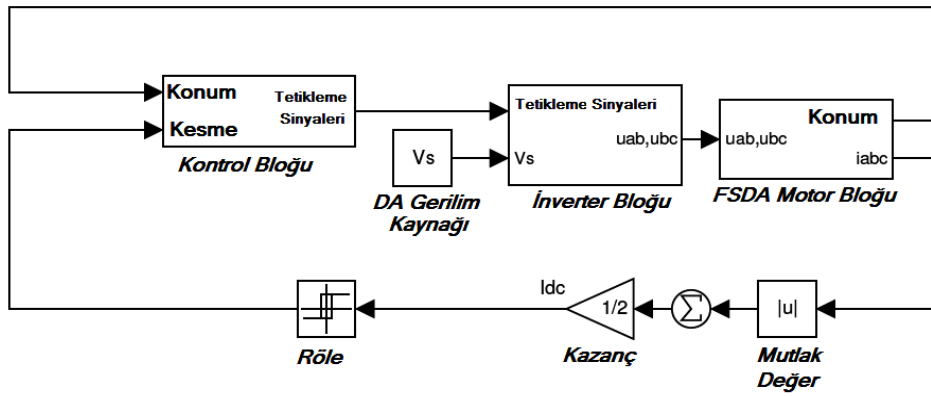 Konum
Tetikleme
Sinyaleri
Kesme
Kontrol Bloğu
Vs
DA Gerilim
Kaynağı
Tetikleme Sinyaleri
uab,ubc
Vs
İnverter Bloğu
Konum
uab,ubc
iabc
FSDA Motor Bloğu
Röle
Idc
1/2
Kazanç
Σ
|u|
Mutlak
Değer